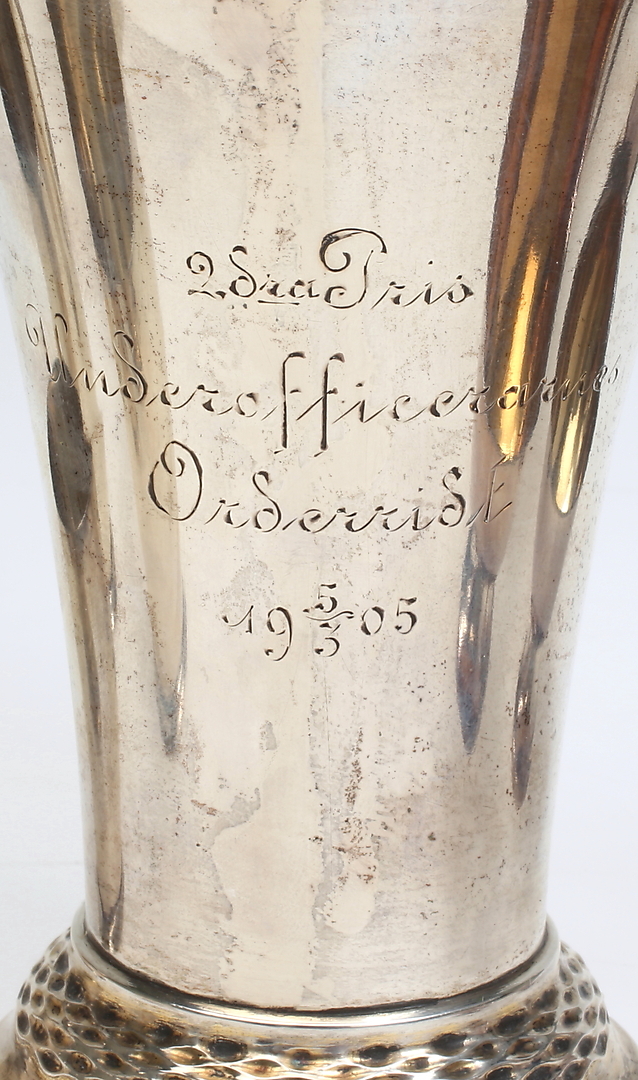 2dra Pris
Underofficerarnes
Orderridt
19 5/3 05